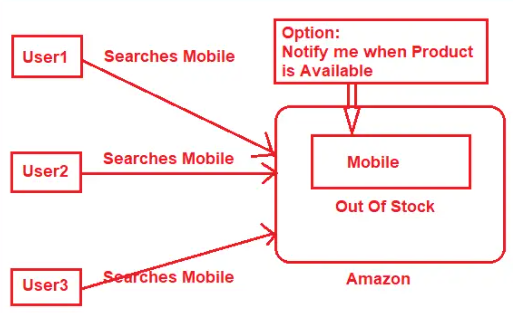 User1
Searches Mobile
Option:
Notify me when Product
is Available
User2
Searches Mobile
Mobile
Out Of Stock
User3
Searches Mobile
Amazon